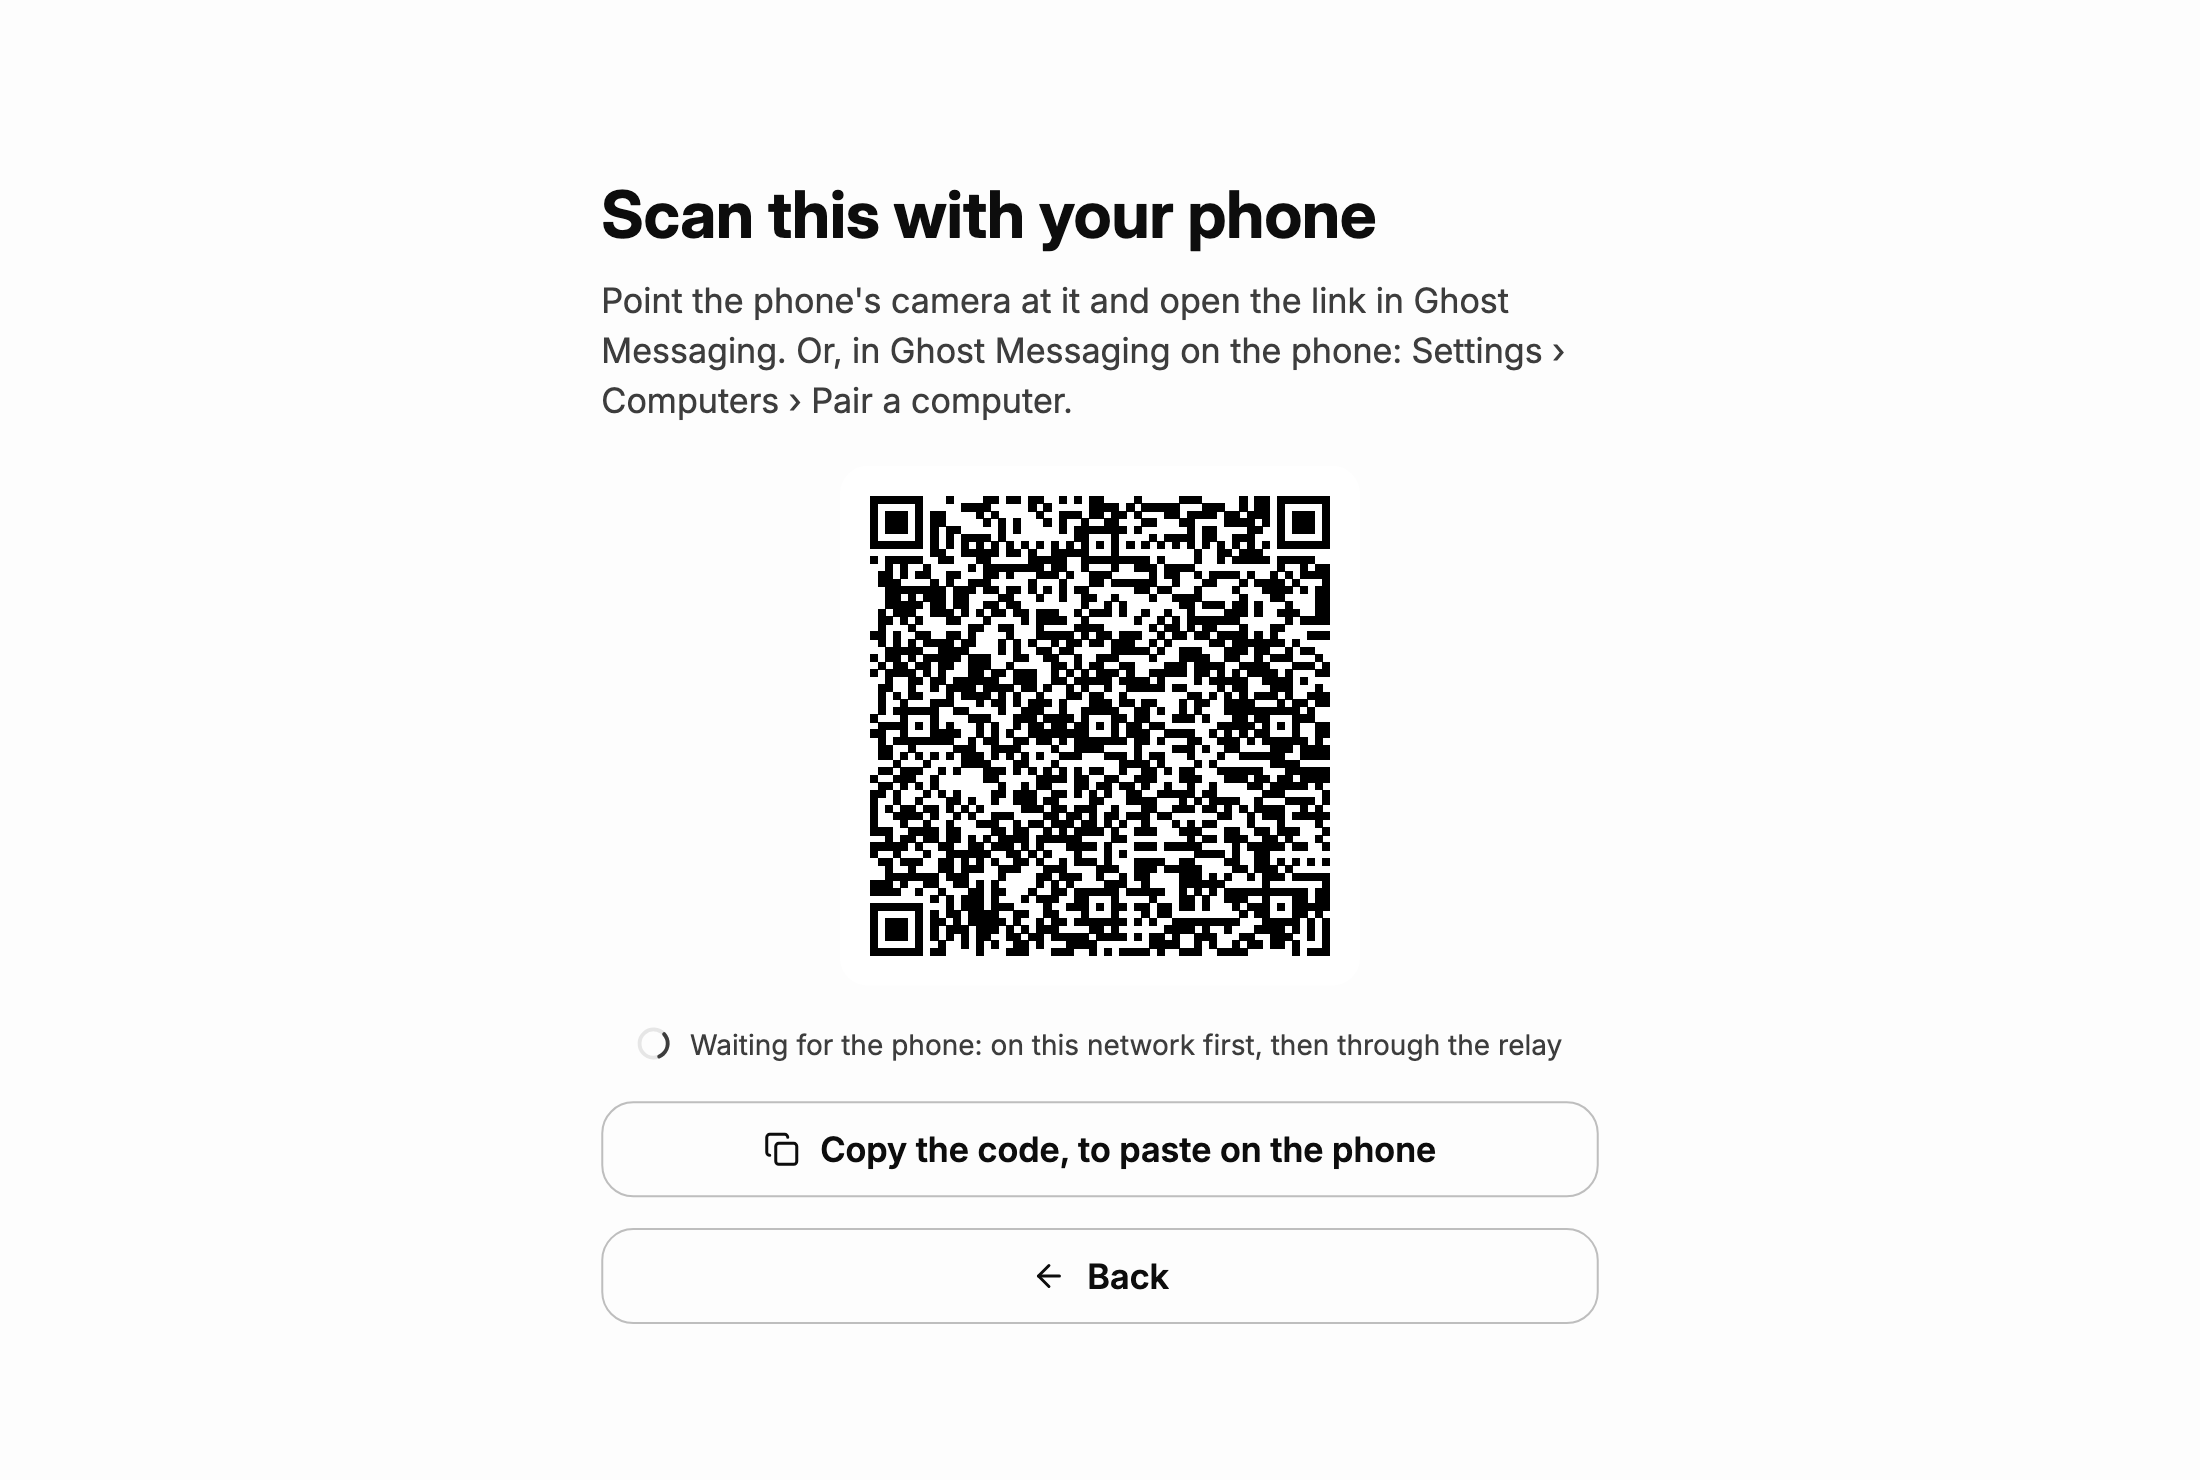 Scan this with your phone
Point the phone's camera at it and open the link in Ghost
Messaging. Or, in Ghost Messaging on the phone: Settings ›
Computers › Pair a computer.
Waiting for the phone: on this network first, then through the relay
Copy the code, to paste on the phone
Back